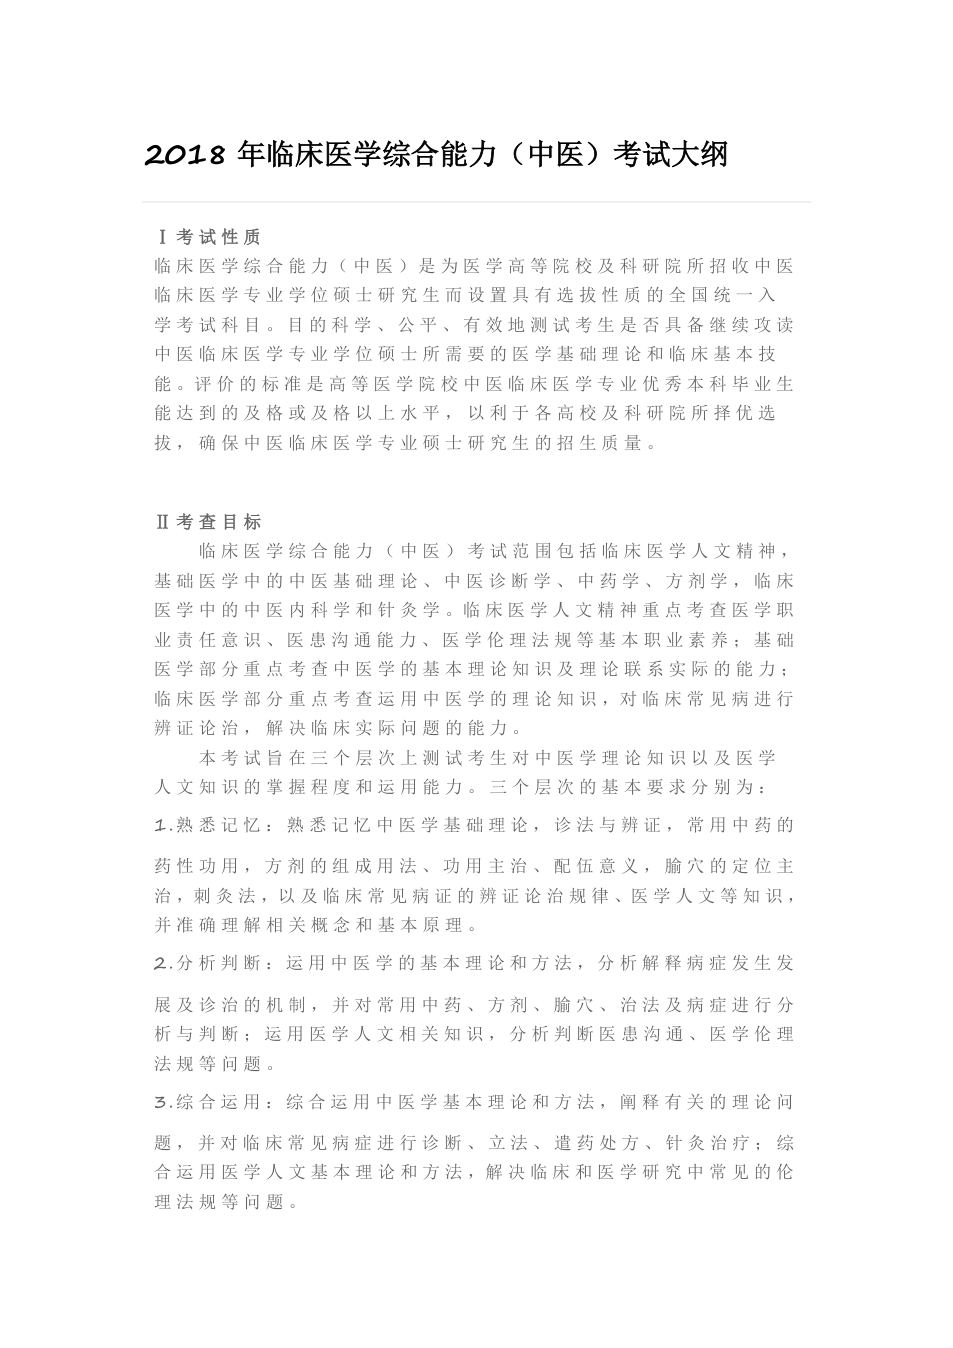 2018 年临床医学综合能力（中医）考试大纲
Ⅰ考试性质
临床医学综合能力（中医）是为医学高等院校及科研院所招收中医
临床医学专业学位硕士研究生而设置具有选拔性质的全国统一入
学考试科目。目的科学、公平、有效地测试考生是否具备继续攻读
中医临床医学专业学位硕士所需要的医学基础理论和临床基本技
能。评价的标准是高等医学院校中医临床医学专业优秀本科毕业生
能达到的及格或及格以上水平，以利于各高校及科研院所择优选
拔，确保中医临床医学专业硕士研究生的招生质量。
Ⅱ考查目标
临床医学综合能力（中医）考试范围包括临床医学人文精神，
基础医学中的中医基础理论、中医诊断学、中药学、方剂学，临床
医学中的中医内科学和针灸学。临床医学人文精神重点考查医学职
业责任意识、医患沟通能力、医学伦理法规等基本职业素养；基础
医学部分重点考查中医学的基本理论知识及理论联系实际的能力；
临床医学部分重点考查运用中医学的理论知识，对临床常见病进行
辨证论治，解决临床实际问题的能力。
本考试旨在三个层次上测试考生对中医学理论知识以及医学
人文知识的掌握程度和运用能力。三个层次的基本要求分别为：
1.熟悉记忆：熟悉记忆中医学基础理论，诊法与辨证，常用中药的
药性功用，方剂的组成用法、功用主治、配伍意义，腧穴的定位主
治，刺灸法，以及临床常见病证的辨证论治规律、医学人文等知识，
并准确理解相关概念和基本原理。
2.分析判断：运用中医学的基本理论和方法，分析解释病症发生发
展及诊治的机制，并对常用中药、方剂、腧穴、治法及病症进行分
析与判断；运用医学人文相关知识，分析判断医患沟通、医学伦理
法规等问题。
3.综合运用：综合运用中医学基本理论和方法，阐释有关的理论问
题，并对临床常见病症进行诊断、立法、遣药处方、针灸治疗；综
合运用医学人文基本理论和方法，解决临床和医学研究中常见的伦
理法规等问题。